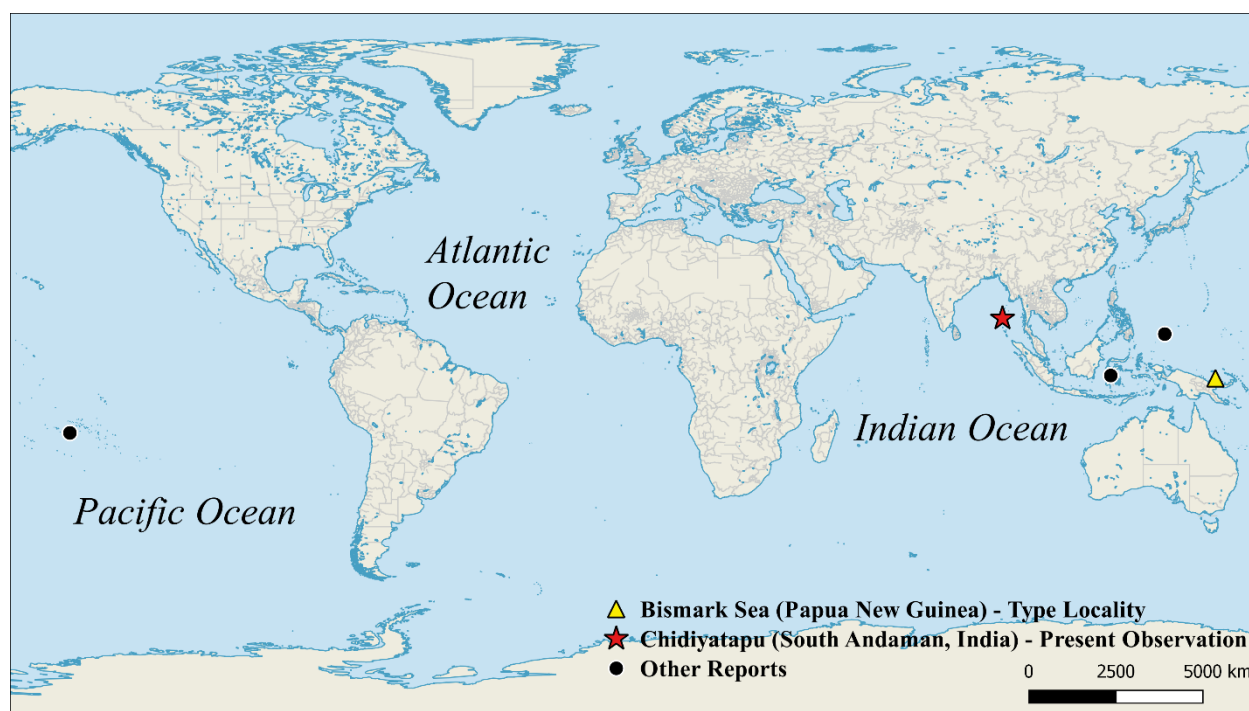 Atlantic
Ocean
Indian Ocean
Pacific Ocean
Bismark Sea (Papua New Guinea) - Type Locality
Chidiyatapu (South Andaman, India) - Present Observation
Other Reports
0 2500 5000 km